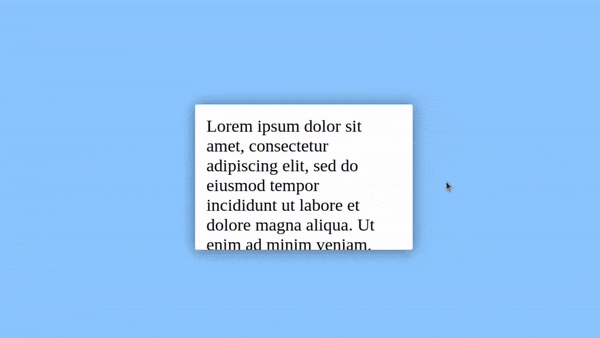 Lorem ipsum dolor sit
amet, consectetur
adipiscing elit, sed do
eiusmod tempor
incididunt ut labore et
dolore magna aliqua. Ut
enim ad minim veniam,